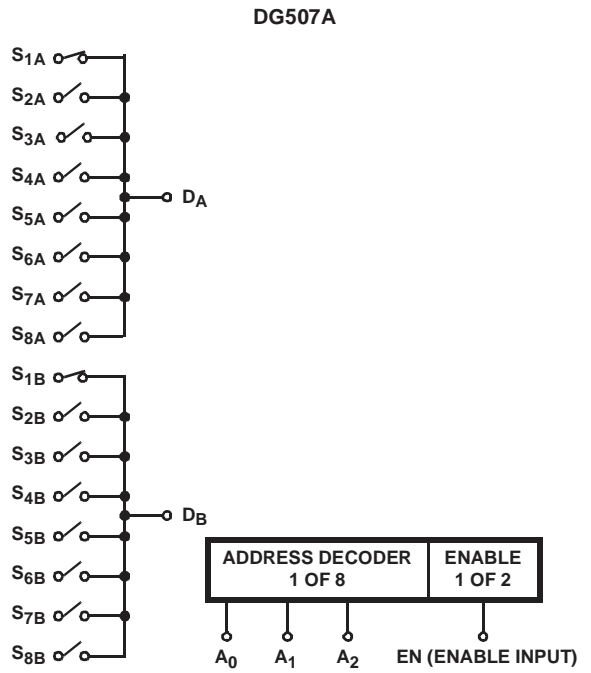 DG507A
S1A
S2A
S3A
S4A
DA
S5A
S6A
S7A
S8A
S1B
S2B
S3B
S4B
DB
S5B
S6B
S7B
S8B
ADDRESS DECODER
1 OF 8
ENABLE
1 OF 2
A0 A1 A2 EN (ENABLE INPUT)